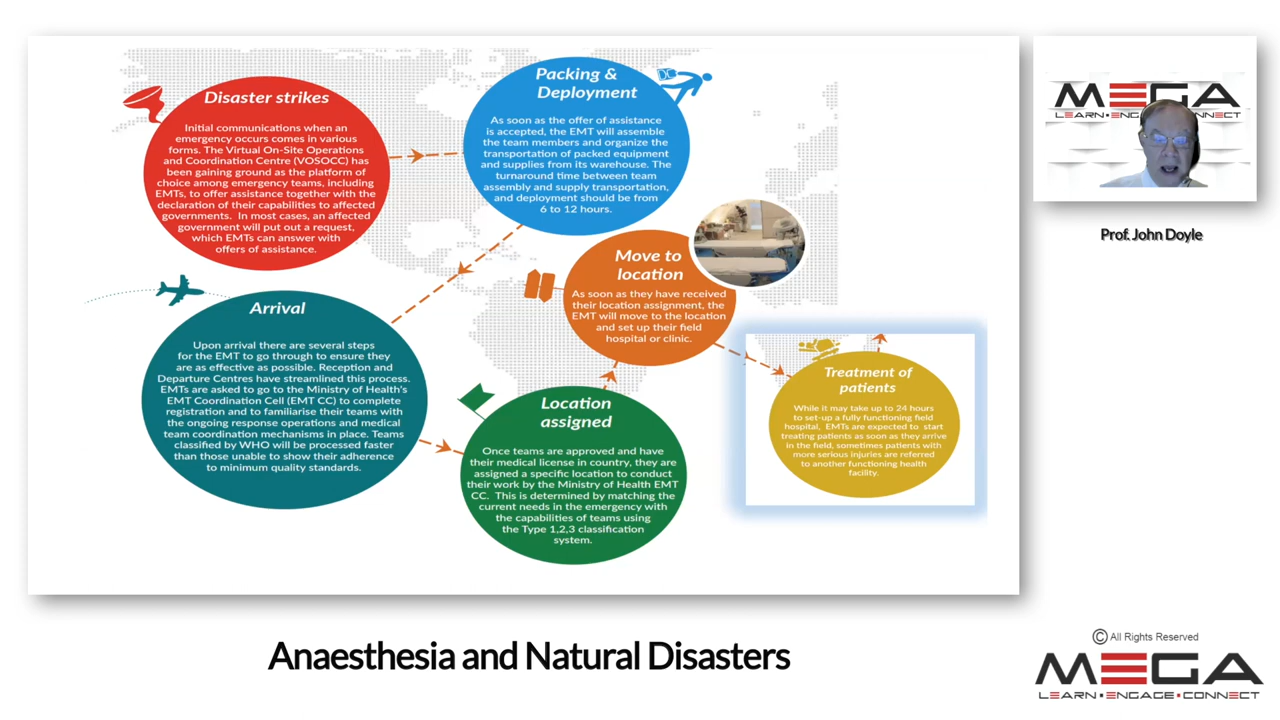 Disaster strikes
Initial communications when an
emergency occurs comes in various
forms. The Virtual On-Site Operations
and Coordination Centre (VOSOCC) has
been gaining ground as the platform of
choice among emergency teams, including
EMTs, to offer assistance together with the
declaration of their capabilities to affected
governments. In most cases, an affected
government will put out a request,
which EMTs can answer with
offers of assistance.
Packing &
Deployment
As soon as the offer of assistance
is accepted, the EMT will assemble
the team members and organize the
transportation of packed equipment
and supplies from its warehouse. The
turnaround time between team
assembly and supply transportation,
and deployment should be from
6 to 12 hours.
Arrival
Upon arrival there are several steps
for the EMT to go through to ensure they
are as effective as possible. Reception and
Departure Centres have streamlined this process.
EMTs are asked to go to the Ministry of Health's
EMT Coordination Cell (EMT CC) to complete
registration and to familiarise their teams with
the ongoing response operations and medical
team coordination mechanisms in place. Teams
classified by WHO will be processed faster
than those unable to show their adherence
to minimum quality standards.
Location
assigned
Once teams are approved and have
their medical license in country, they are
assigned a specific location to conduct
their work by the Ministry of Health EMT
CC. This is determined by matching the
current needs in the emergency with
the capabilities of teams using
the Type 1,2,3 classification
system.
Move to
location
As soon as they have received
their location assignment, the
EMT will move to the location
and set up their field
hospital or clinic.
Treatment of
patients
While it may take up to 24 hours
to set-up a fully functioning field
hospital, EMTs are expected to start
treating patients as soon as they arrive
in the field, sometimes patients with
more serious injuries are referred
to another functioning health
facility.
MEGA
LEARN•ENGAGE•CONNECT
Prof. John Doyle
Anaesthesia and Natural Disasters
© All Rights Reserved
MEGA
LEARN•ENGAGE•CONNECT